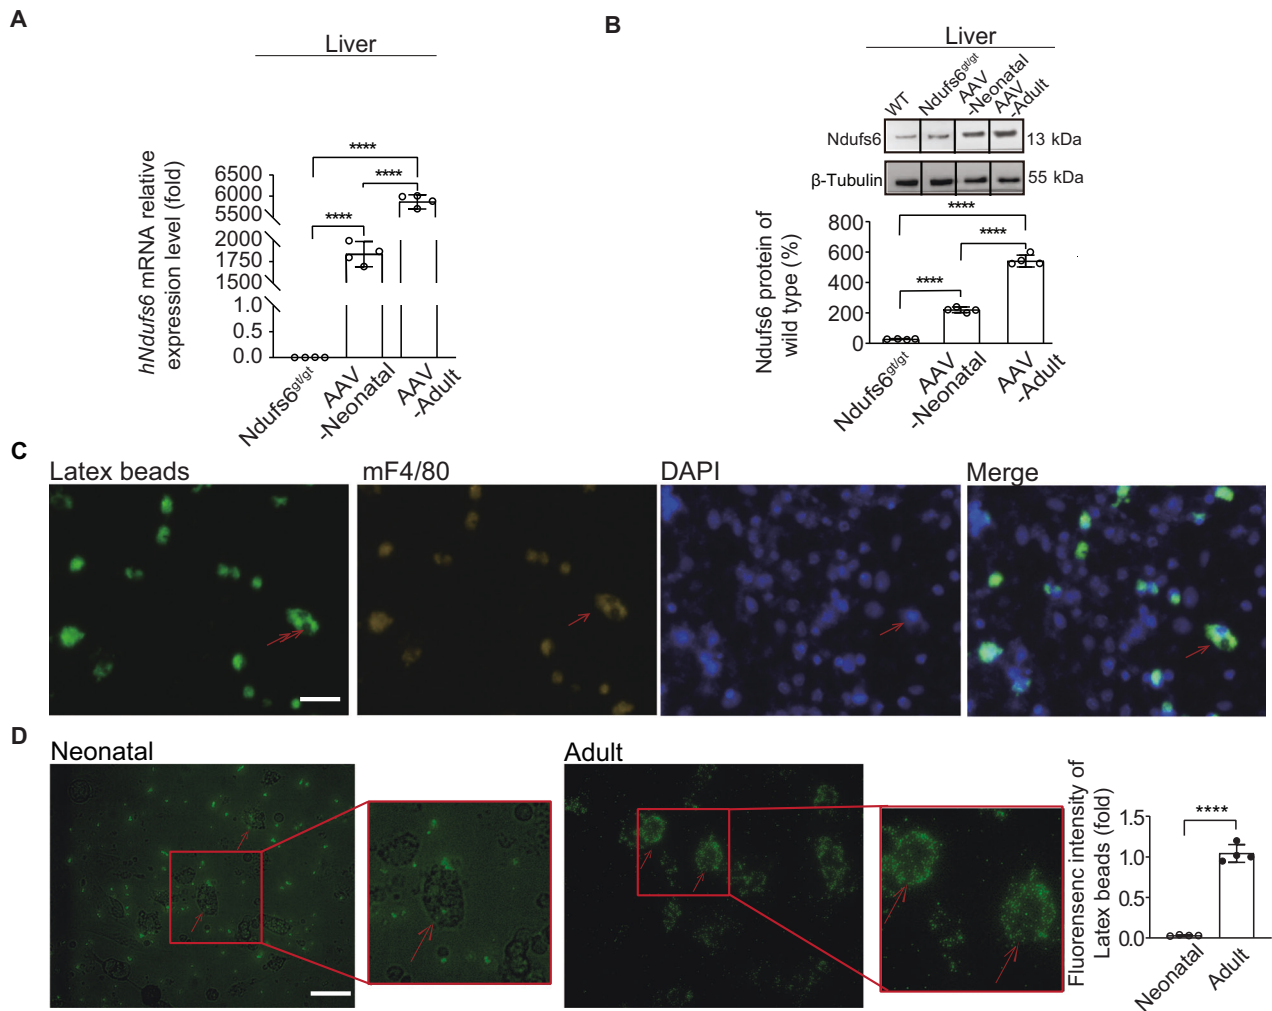 A
Liver
hNdufs6 mRNA relative
expression level (fold)
6500
6000
5500
2000
1750
1500
1.0
0.5
0.0
****
****
****
Ndufs6gt/gt
AAV
-Neonatal
AAV
-Adult
B
Liver
WT
Ndufs6gt/gt
AAV
-Neonatal
AAV
-Adult
Ndufs6
13 kDa
β-Tubulin
55 kDa
Ndufs6 protein of
wild type (%)
800
600
400
200
0
****
****
****
Ndufs6gt/gt
AAV
-Neonatal
AAV
-Adult
C
Latex beads
mF4/80
DAPI
Merge
D
Neonatal
Adult
Fluorensenc intensity of
Latex beads (fold)
1.5
1.0
0.5
0.0
****
Neonatal
Adult